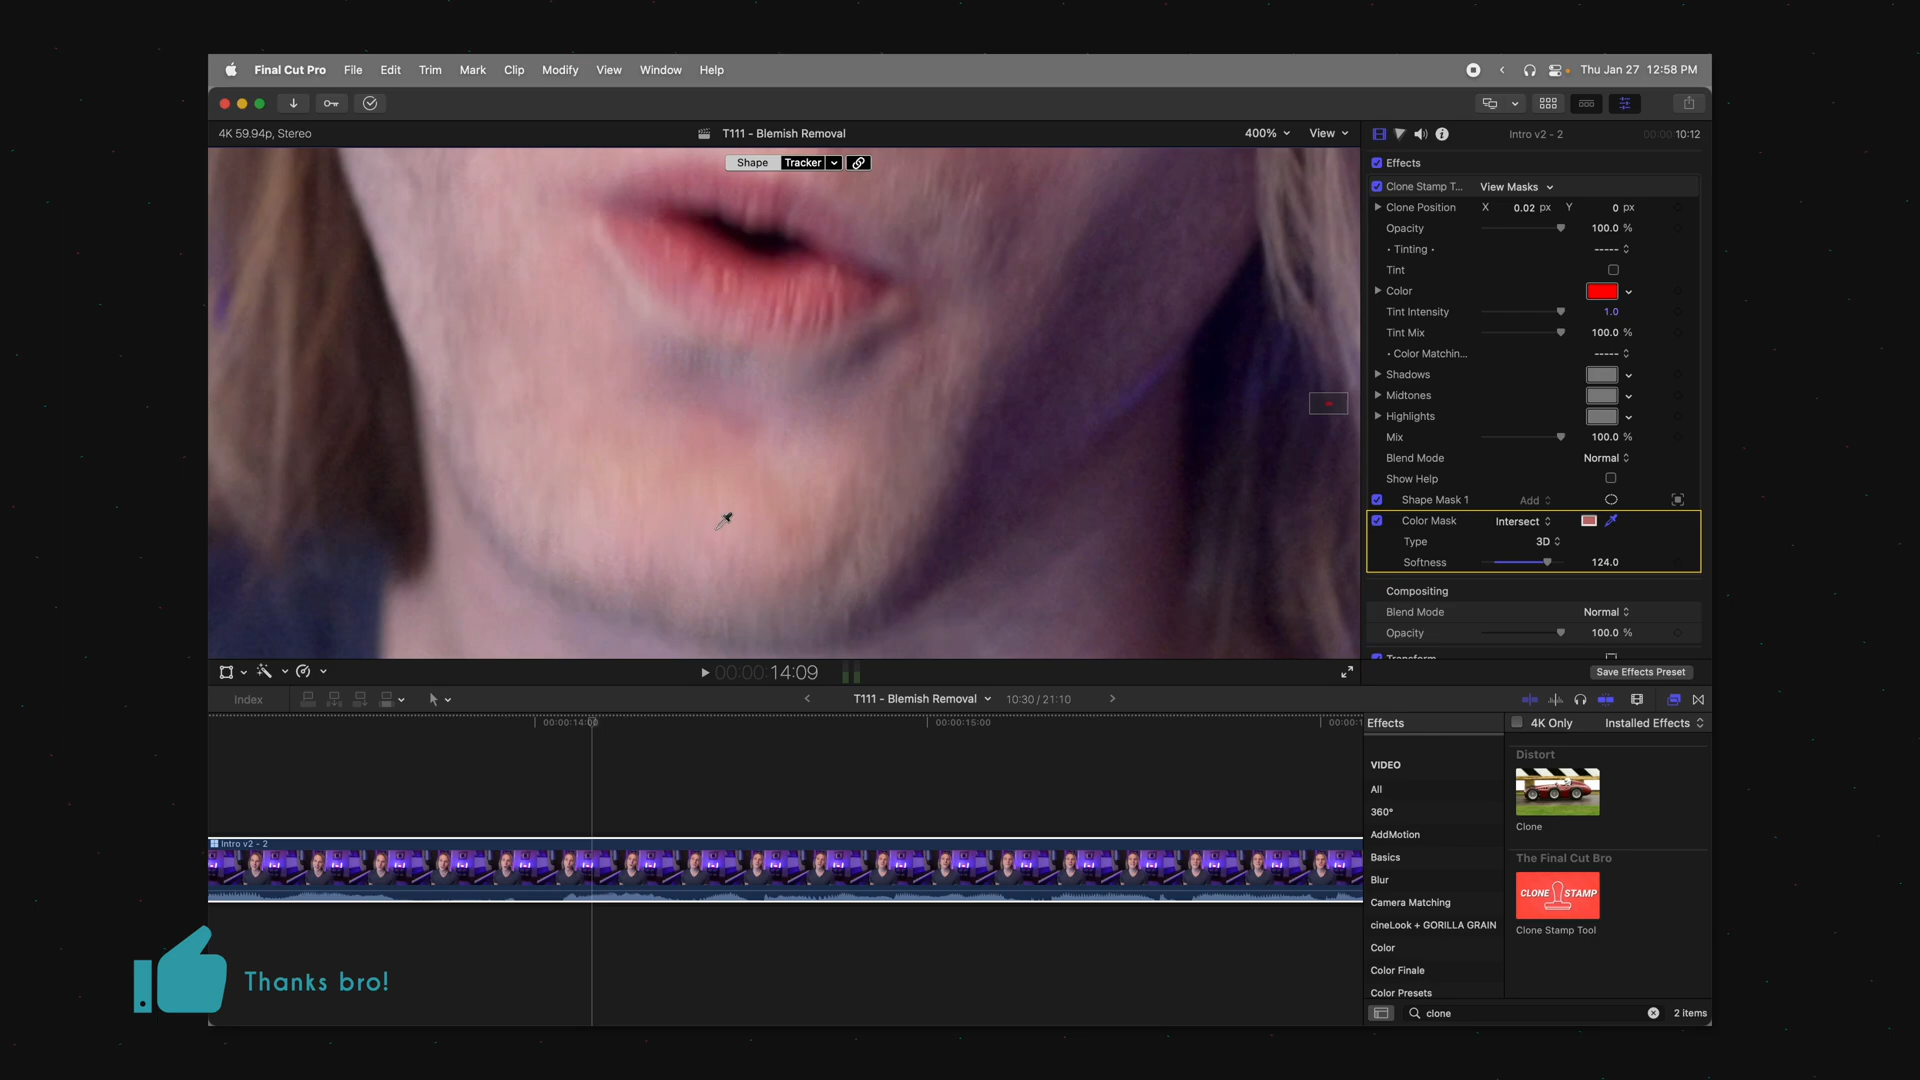 Final Cut Pro File Edit Trim Mark Clip Modify View Window Help Thu Jan 27 12:58 PM
4K 59.94p, Stereo T111 - Blemish Removal 400% View Intro v2 - 2 00:00:10:12
Shape Tracker
Effects
Clone Stamp T... View Masks
Clone Position X 0.02 px Y 0 px
Opacity 100.0 %
• Tinting • -----
Tint
Color
Tint Intensity 1.0
Tint Mix 100.0 %
• Color Matchin... -----
Shadows
Midtones
Highlights
Mix 100.0 %
Blend Mode Normal
Show Help
Shape Mask 1 Add
Color Mask Intersect
Type 3D
Softness 124.0
Compositing
Blend Mode Normal
Opacity 100.0 %
00:00:14:09 Save Effects Preset
Index T111 - Blemish Removal 10:30 / 21:10
00:00:14:00 00:00:15:00 00:00:1
Effects 4K Only Installed Effects
VIDEO
All
360°
AddMotion
Basics
Blur
Camera Matching
cineLook + GORILLA GRAIN
Color
Color Finale
Color Presets
Distort
Clone
The Final Cut Bro
CLONE STAMP
Clone Stamp Tool
Intro v2 - 2
Thanks bro!
clone 2 items